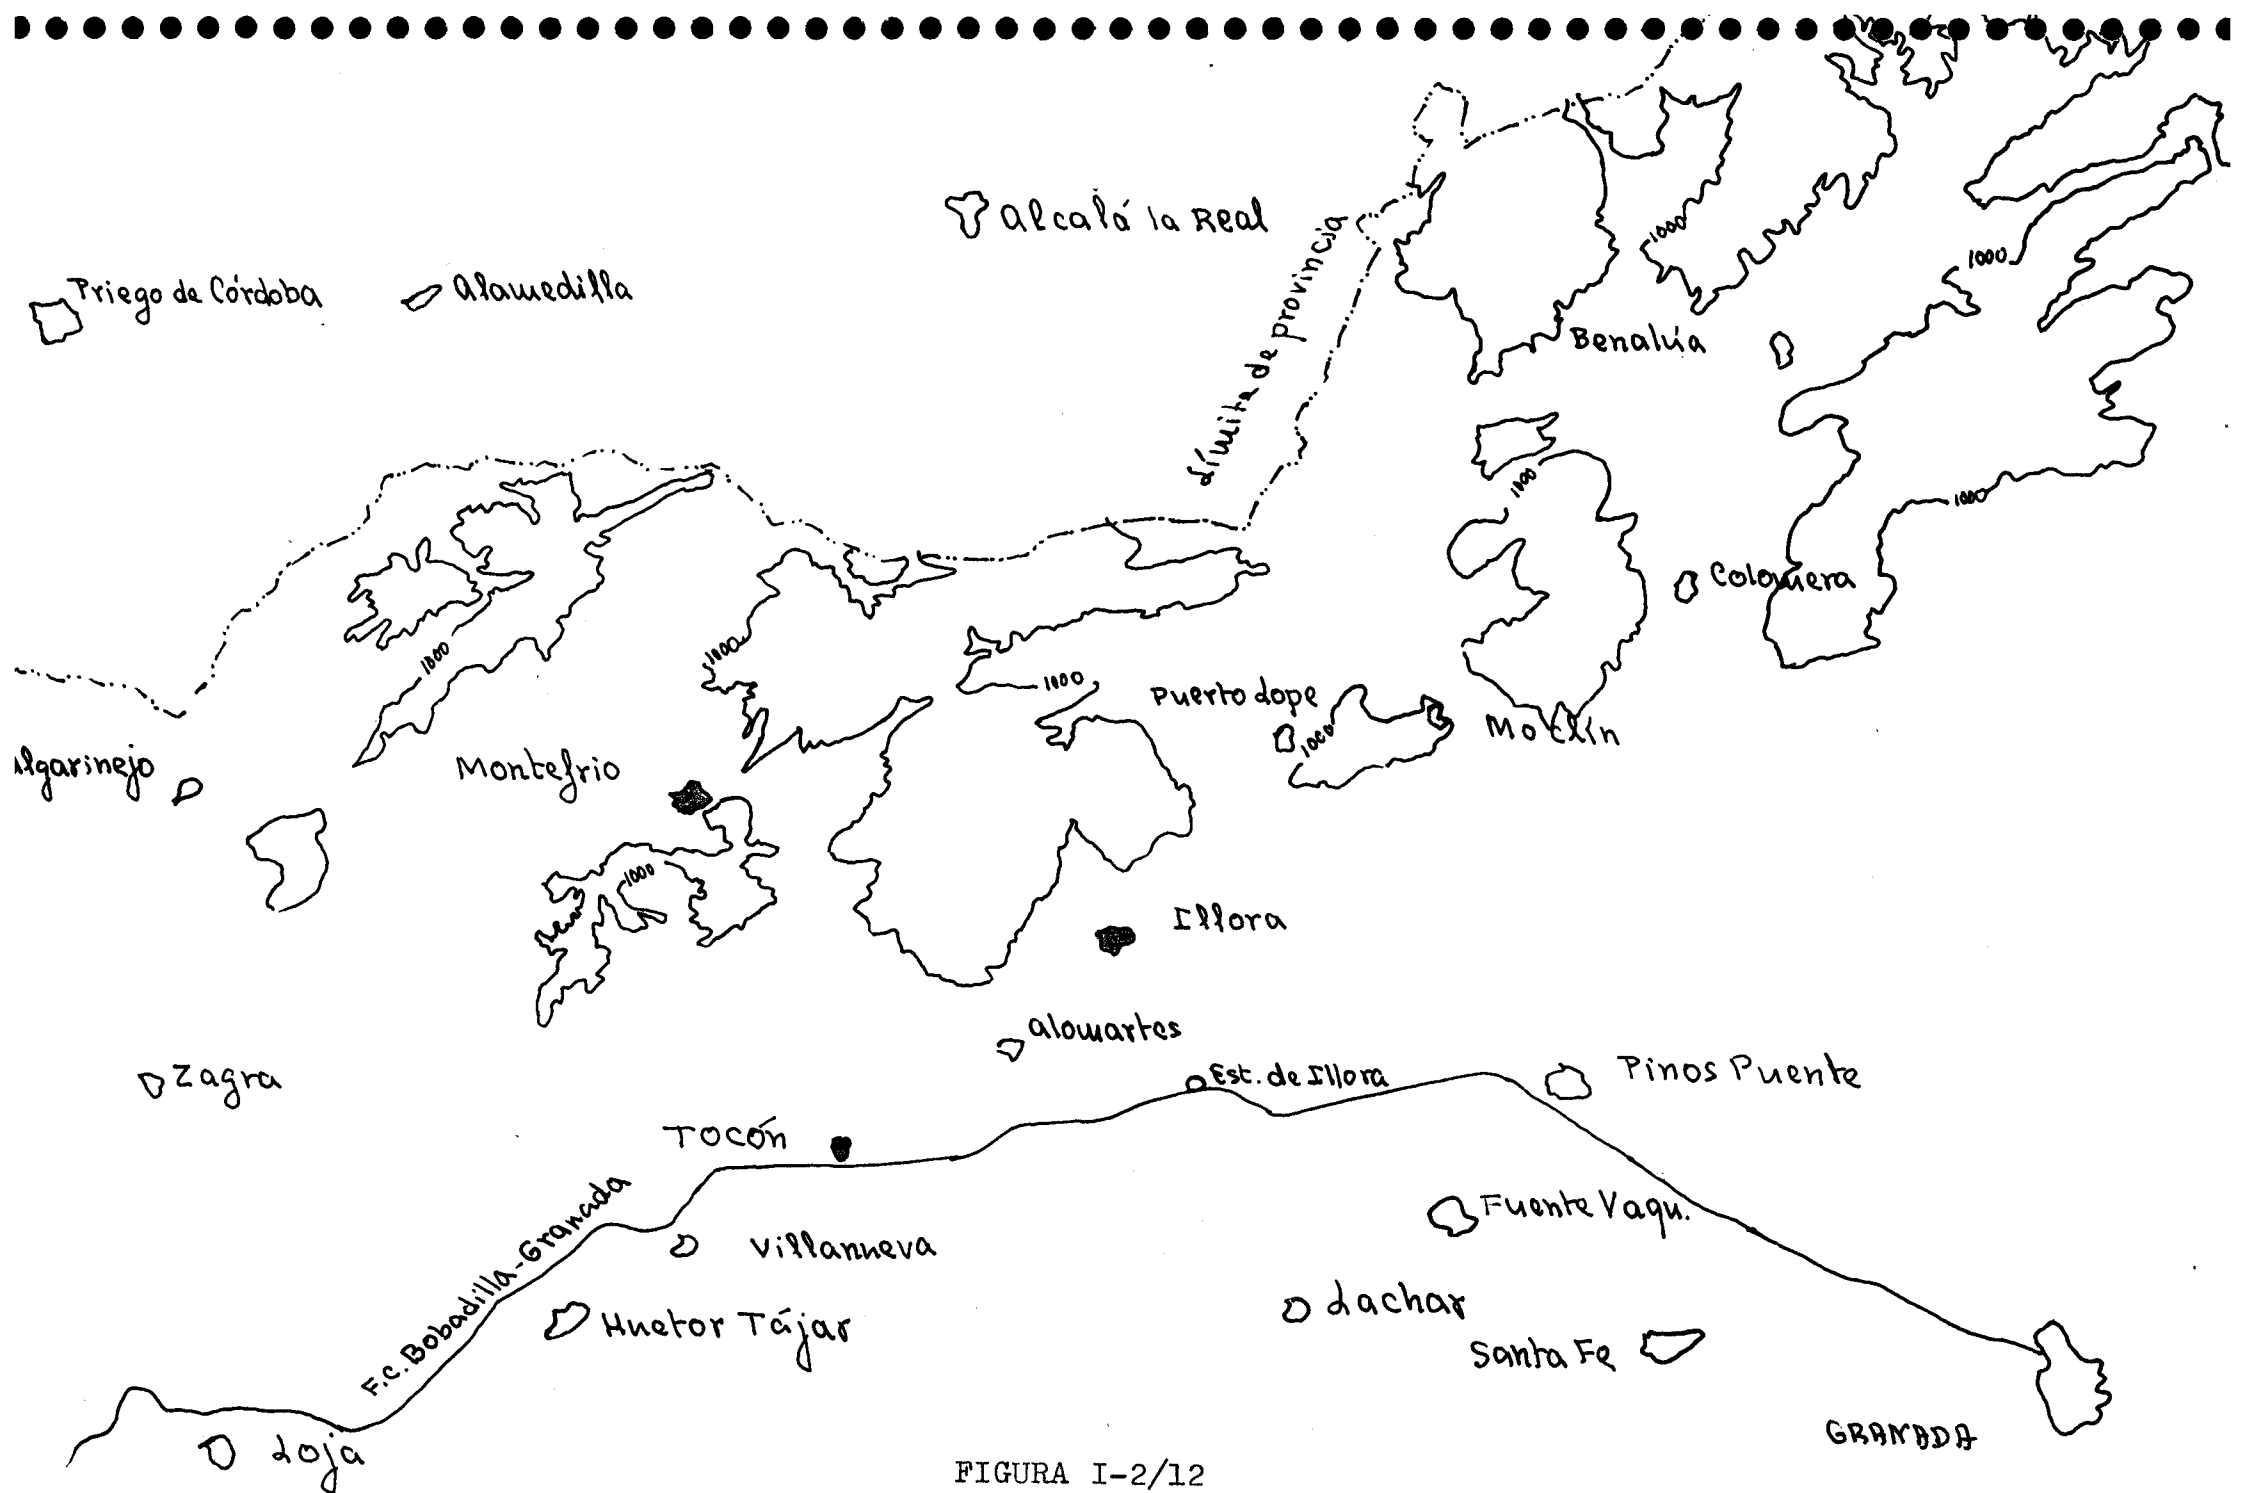 Alcalá la Real
Priego de Córdoba
Alamedilla
Límite de provincia
1000
1000
Benalúa
1000
1000
Colomera
1000
1000
1000
Puerto Lope
1000
Moclín
Algarinejo
Montefrio
1000
Illora
Alomartes
Zagra
Est. de Illora
Pinos Puente
Tocón
F.C. Bobadilla-Granada
Fuente Vaqu.
Villanueva
Lachar
Huetor Tájar
Santa Fe
GRANADA
Loja
FIGURA I-2/12